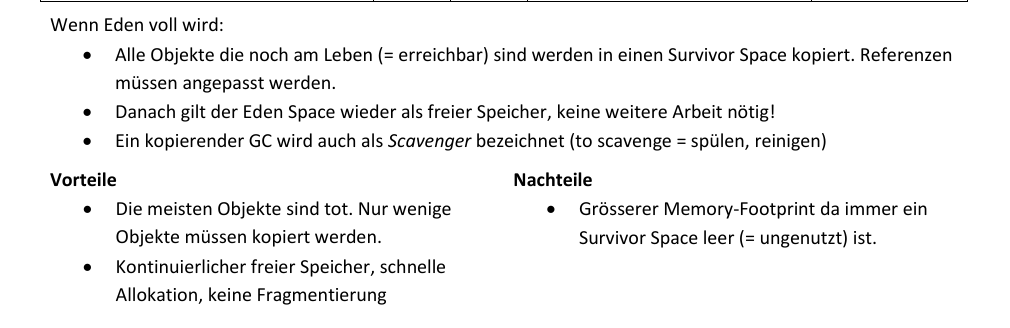 Wenn Eden voll wird:
• Alle Objekte die noch am Leben (= erreichbar) sind werden in einen Survivor Space kopiert. Referenzen
müssen angepasst werden.
• Danach gilt der Eden Space wieder als freier Speicher, keine weitere Arbeit nötig!
• Ein kopierender GC wird auch als Scavenger bezeichnet (to scavenge = spülen, reinigen)
Vorteile
• Die meisten Objekte sind tot. Nur wenige
Objekte müssen kopiert werden.
• Kontinuierlicher freier Speicher, schnelle
Allokation, keine Fragmentierung
Nachteile
• Grösserer Memory-Footprint da immer ein
Survivor Space leer (= ungenutzt) ist.